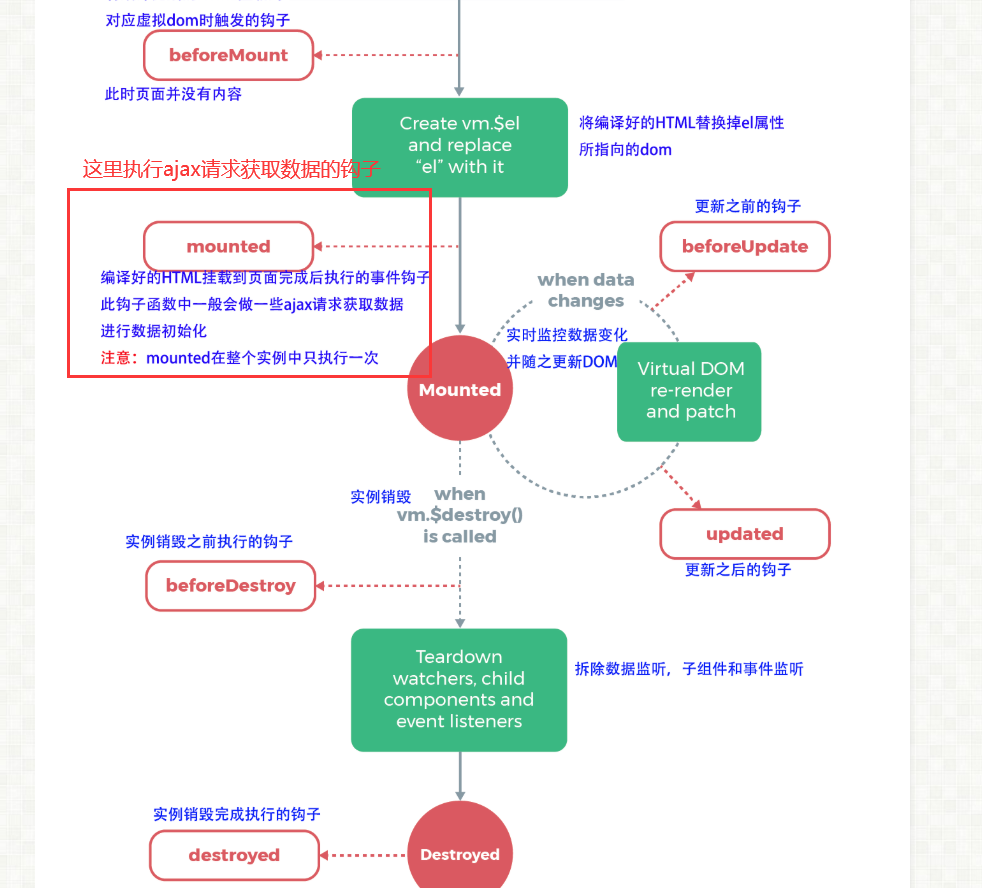 对应虚拟dom时触发的钩子
beforeMount
此时页面并没有内容
Create vm.$el
and replace
“el” with it
将编译好的HTML替换掉el属性
所指向的dom
这里执行ajax请求获取数据的钩子
mounted
编译好的HTML挂载到页面完成后执行的事件钩子
此钩子函数中一般会做一些ajax请求获取数据
进行数据初始化
注意：mounted在整个实例中只执行一次
更新之前的钩子
beforeUpdate
when data
changes
实时监控数据变化
并随之更新DOM
Mounted
Virtual DOM
re-render
and patch
updated
更新之后的钩子
实例销毁
when
vm.$destroy()
is called
实例销毁之前执行的钩子
beforeDestroy
Teardown
watchers, child
components and
event listeners
拆除数据监听，子组件和事件监听
实例销毁完成执行的钩子
destroyed
Destroyed